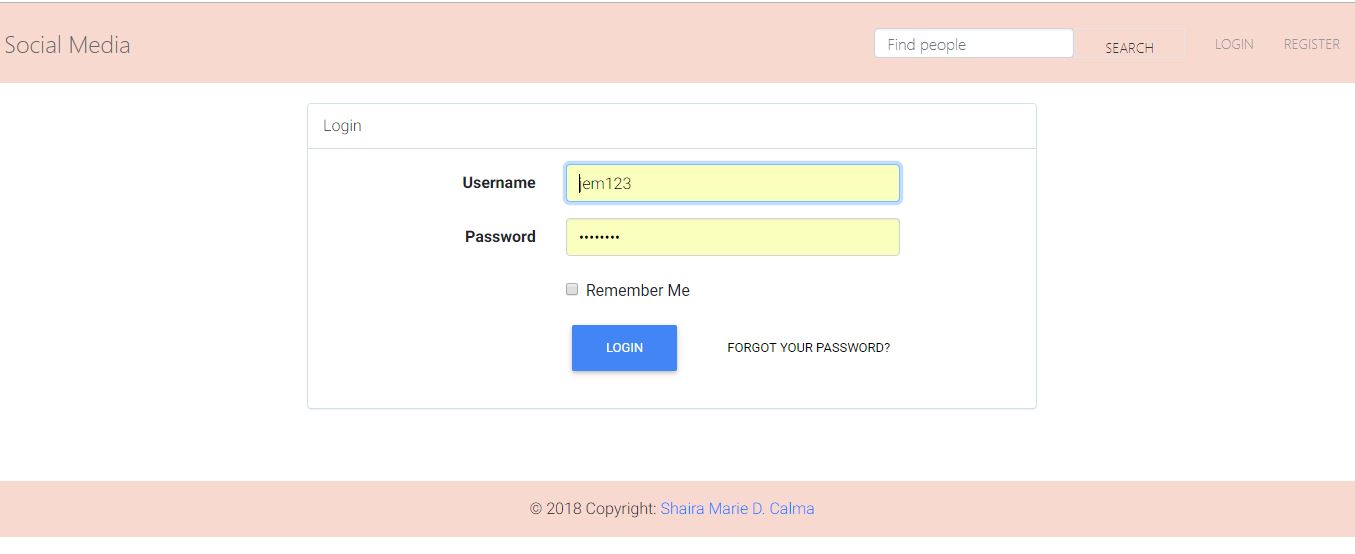 Social Media
Find people
SEARCH
LOGIN
REGISTER
Login
Username
jem123
Password
••••••••
Remember Me
LOGIN
FORGOT YOUR PASSWORD?
© 2018 Copyright: Shaira Marie D. Calma